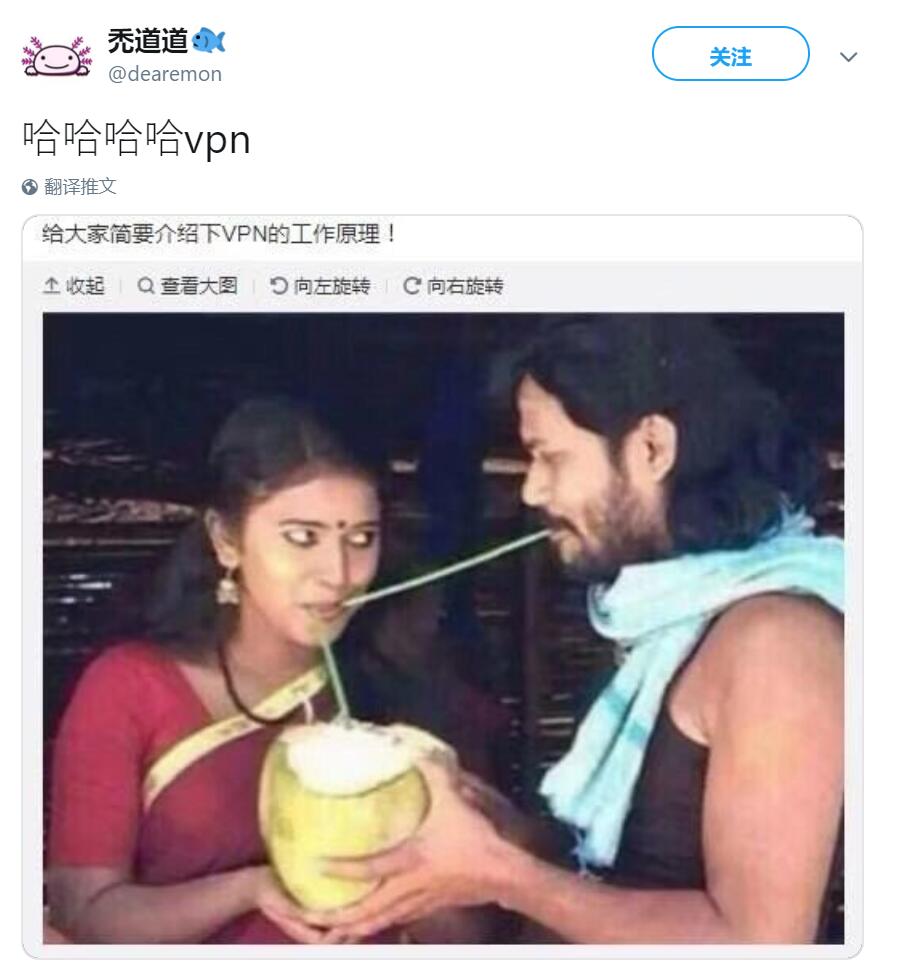 禿道道🐟
@dearemon
关注
哈哈哈哈vpn
翻译推文
给大家简要介绍下VPN的工作原理！
收起 查看大图 向左旋转 向右旋转